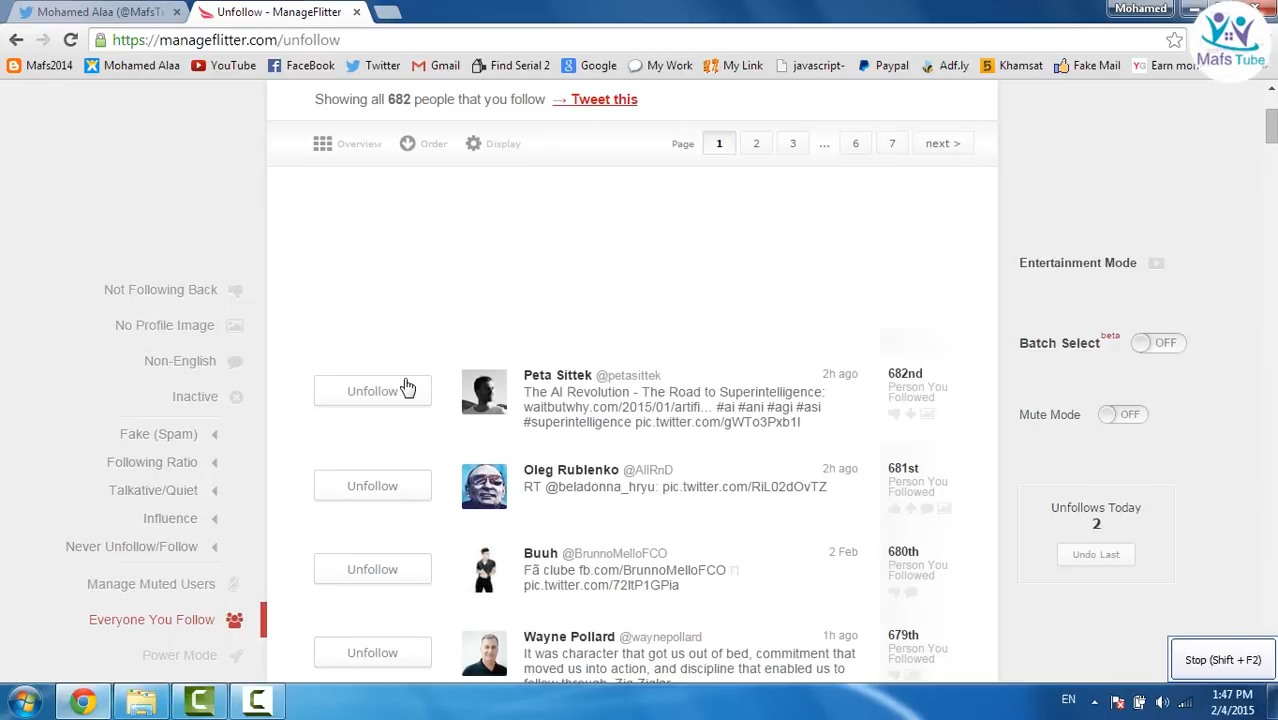 Mohamed Alaa (@MafsT
Unfollow - ManageFlitter
Mohamed
https://manageflitter.com/unfollow
Mafs2014
Mohamed Alaa
YouTube
FaceBook
Twitter
Gmail
Finding Serial 2
Google
My Work
My Link
javascript-
Paypal
Adf.ly
Khamsat
Fake Mail
Earn mo
Mafs Tube
Showing all 682 people that you follow → Tweet this
Overview
Order
Display
Page 1 2 3 ... 6 7 next >
Not Following Back
No Profile Image
Non-English
Inactive
Fake (Spam)
Following Ratio
Talkative/Quiet
Influence
Never Unfollow/Follow
Manage Muted Users
Everyone You Follow
Power Mode
Unfollow
Peta Sittek @petasittek
2h ago
The AI Revolution - The Road to Superintelligence:
waitbutwhy.com/2015/01/artifi... #ai #ani #agi #asi
#superintelligence pic.twitter.com/gWTo3Pxb1I
682nd
Person You
Followed
Unfollow
Oleg Rublenko @AllRnD
2h ago
RT @beladonna_hryu: pic.twitter.com/RiL02dOvTZ
681st
Person You
Followed
Unfollow
Buuh @BrunnoMelloFCO
2 Feb
Fã clube fb.com/BrunnoMelloFCO
pic.twitter.com/72ltP1GPia
680th
Person You
Followed
Unfollow
Wayne Pollard @waynepollard
1h ago
It was character that got us out of bed, commitment that
moved us into action, and discipline that enabled us to
follow through. Zig Ziglar
679th
Person You
Followed
Entertainment Mode
Batch Select beta OFF
Mute Mode OFF
Unfollows Today
2
Undo Last
Stop (Shift + F2)
EN
1:47 PM
2/4/2015